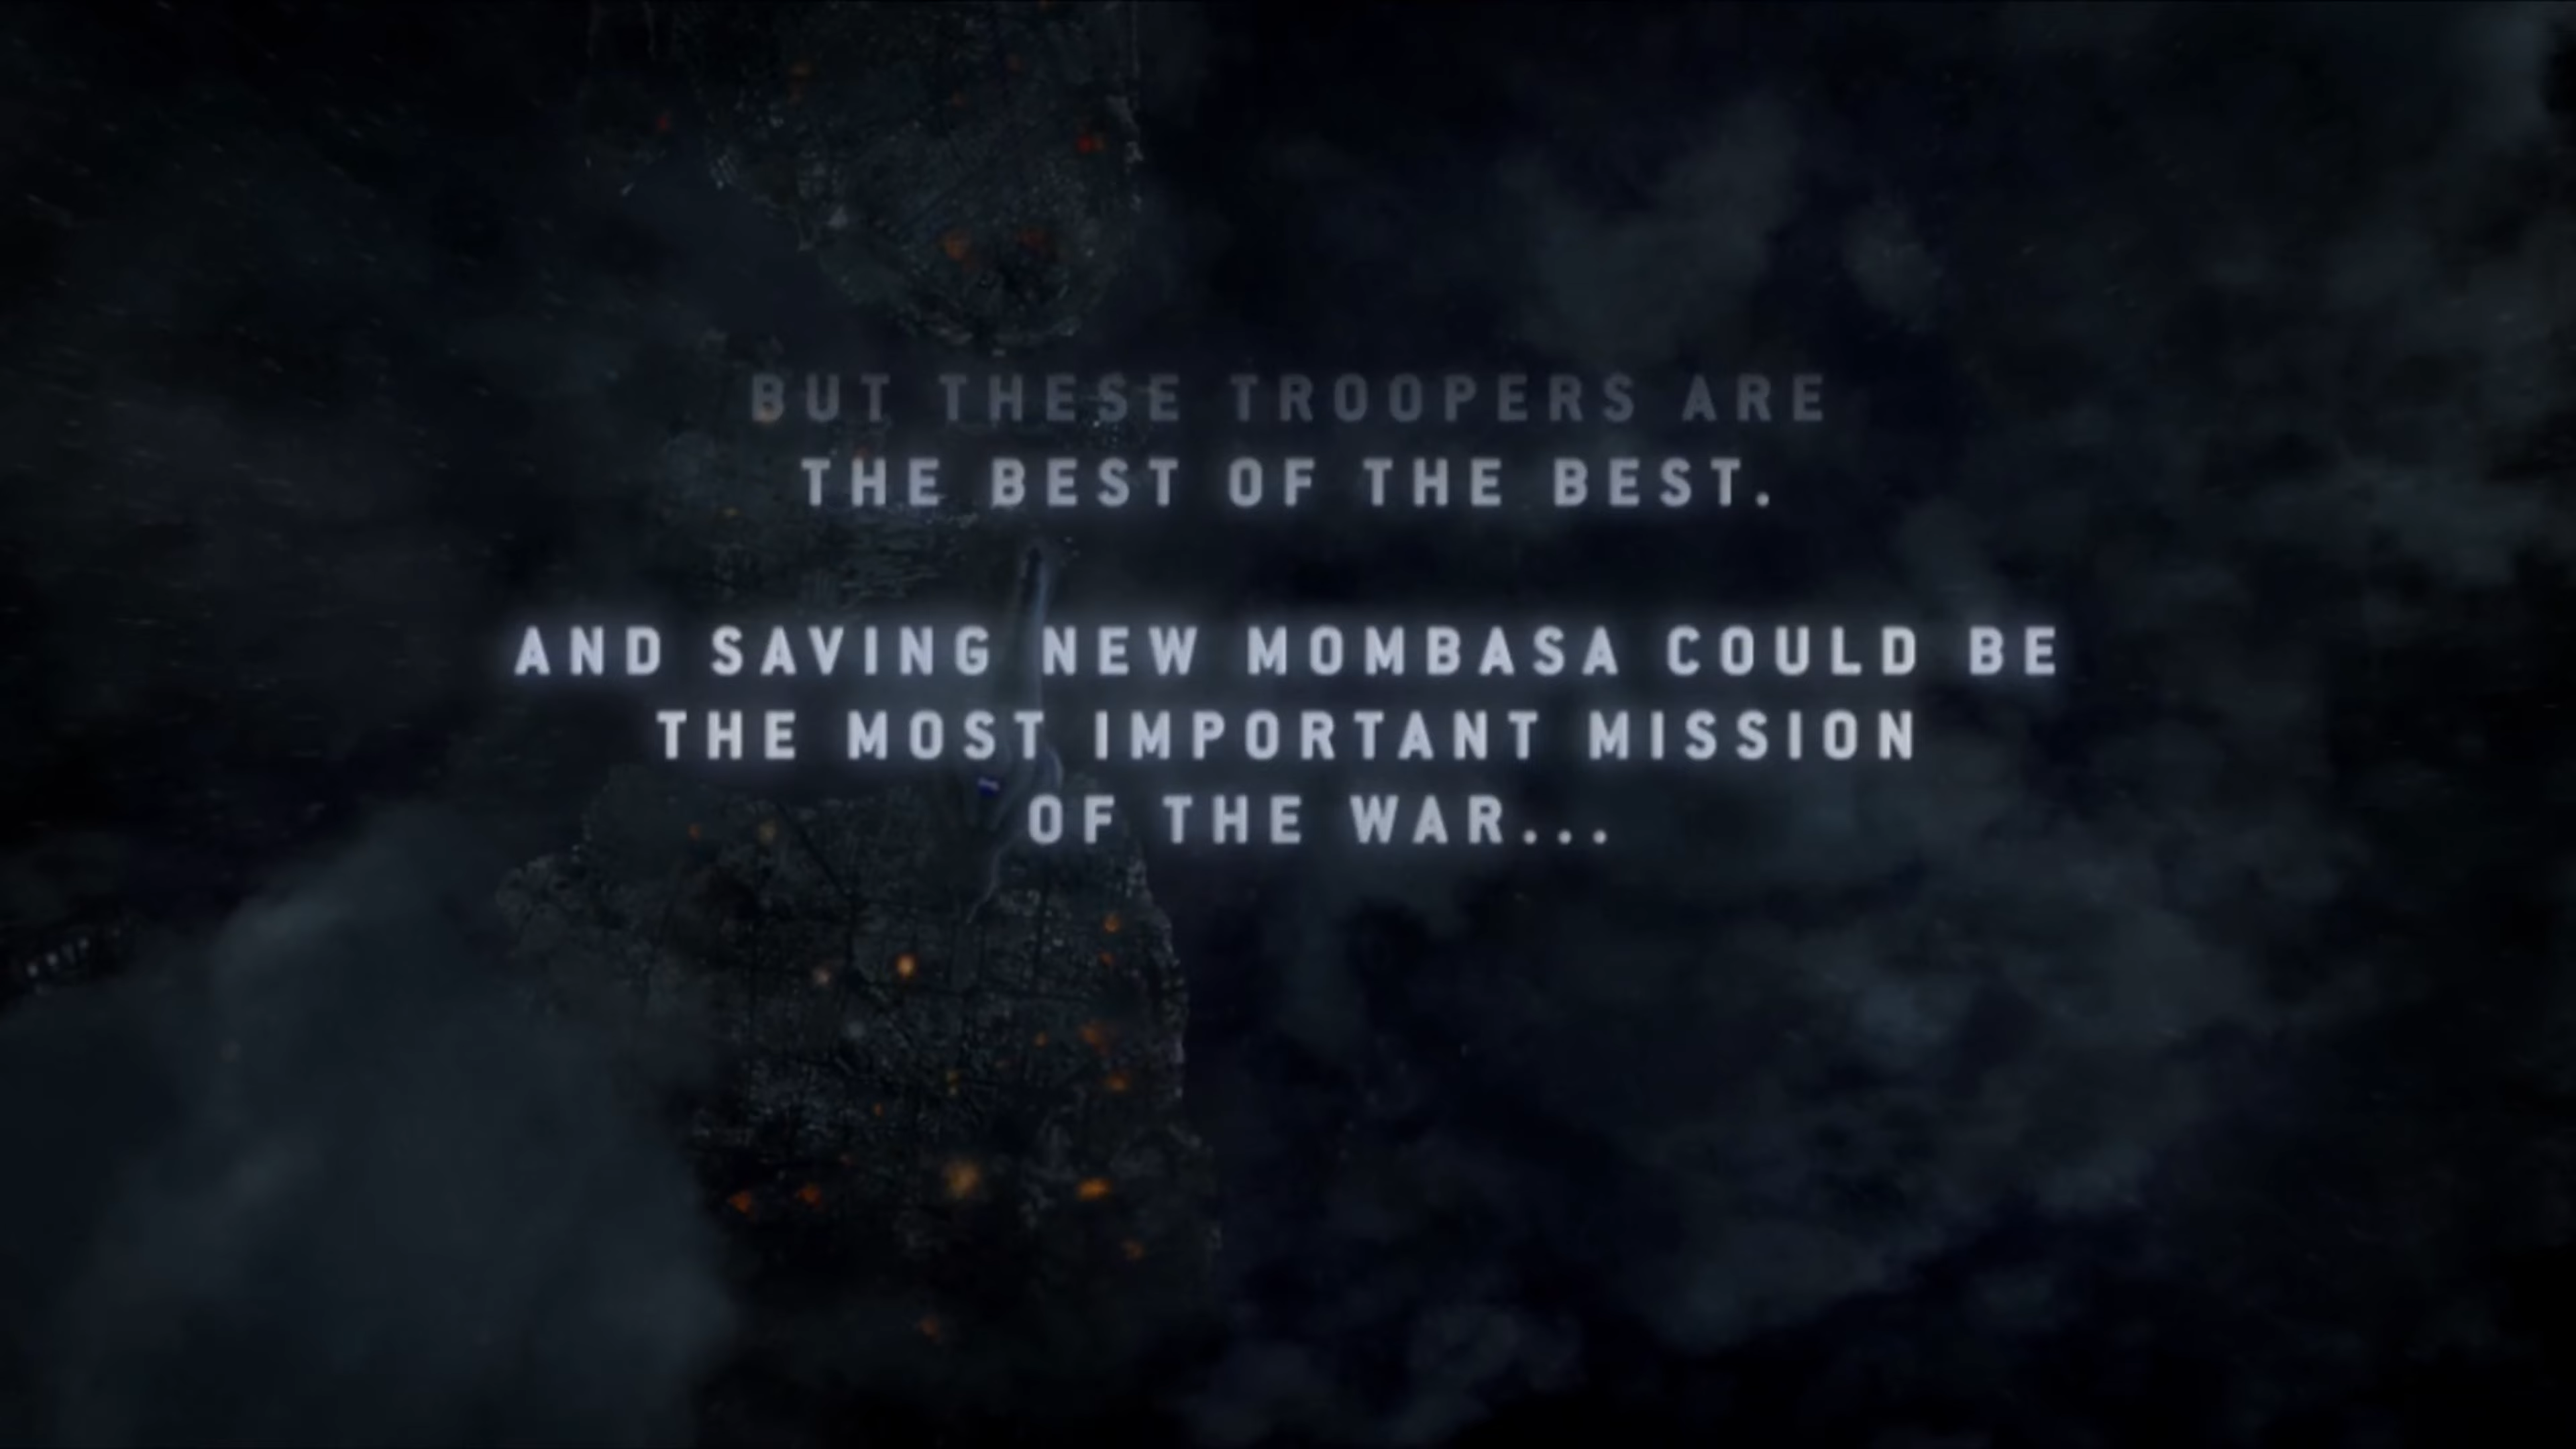 BUT THESE TROOPERS ARE
THE BEST OF THE BEST.
AND SAVING NEW MOMBASA COULD BE
THE MOST IMPORTANT MISSION
OF THE WAR...